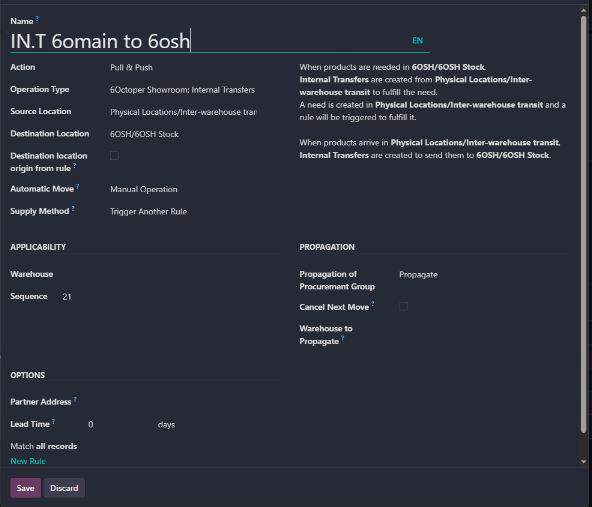 Name ?
IN.T 6omain to 6osh
EN
Action Pull & Push
Operation Type 6Octoper Showroom: Internal Transfers
Source Location Physical Locations/Inter-warehouse tran
Destination Location 6OSH/6OSH Stock
Destination location
origin from rule ?
Automatic Move ? Manual Operation
Supply Method ? Trigger Another Rule
When products are needed in 6OSH/6OSH Stock,
Internal Transfers are created from Physical Locations/Inter-
warehouse transit to fulfill the need.
A need is created in Physical Locations/Inter-warehouse transit and a
rule will be triggered to fulfill it.
When products arrive in Physical Locations/Inter-warehouse transit,
Internal Transfers are created to send them to 6OSH/6OSH Stock.
APPLICABILITY
Warehouse
Sequence 21
PROPAGATION
Propagation of
Procurement Group
Propagate
Cancel Next Move ?
Warehouse to
Propagate ?
OPTIONS
Partner Address ?
Lead Time ? 0 days
Match all records
New Rule
Save Discard